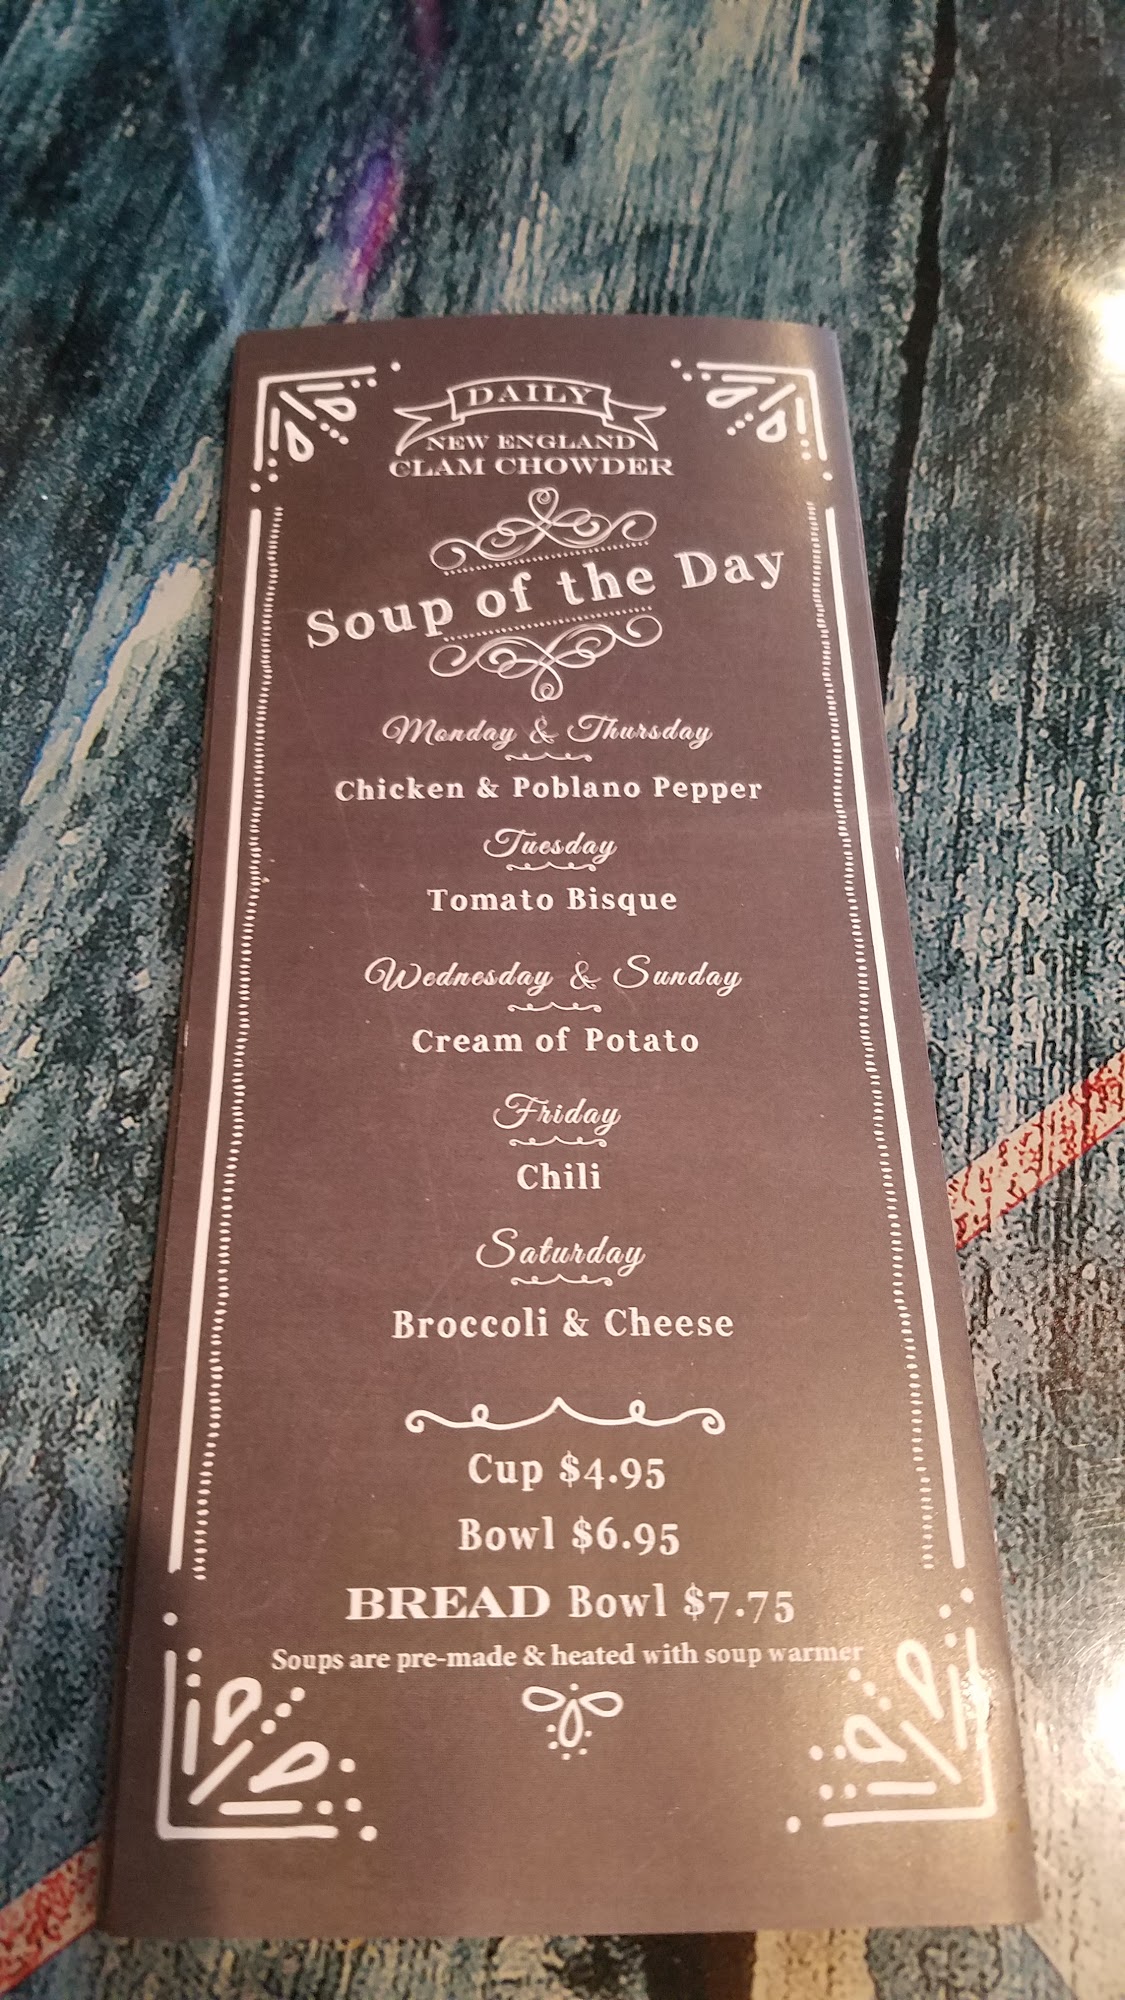 DAILY
NEW ENGLAND
CLAM CHOWDER
Soup of the Day
Monday & Thursday
Chicken & Poblano Pepper
Tuesday
Tomato Bisque
Wednesday & Sunday
Cream of Potato
Friday
Chili
Saturday
Broccoli & Cheese
Cup $4.95
Bowl $6.95
BREAD Bowl $7.75
Soups are pre-made & heated with soup warmer